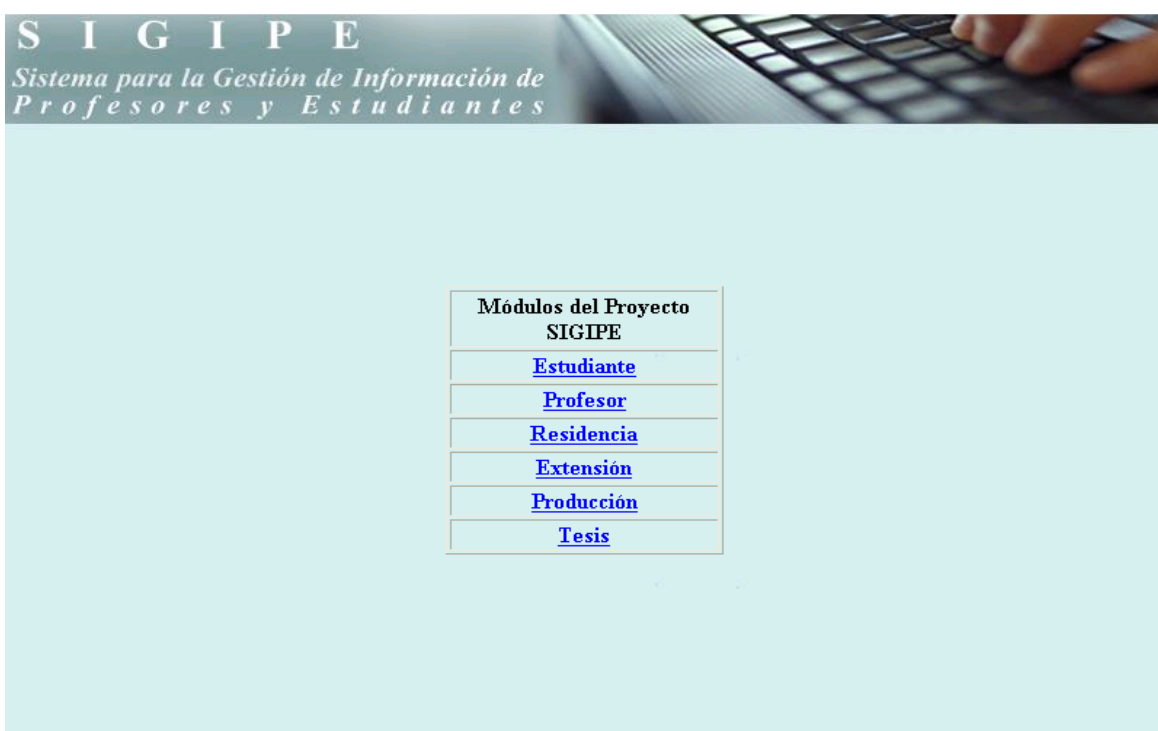 S I G I P E
Sistema para la Gestión de Información de
Profesores y Estudiantes
Módulos del Proyecto
SIGIPE
Estudiante
Profesor
Residencia
Extensión
Producción
Tesis